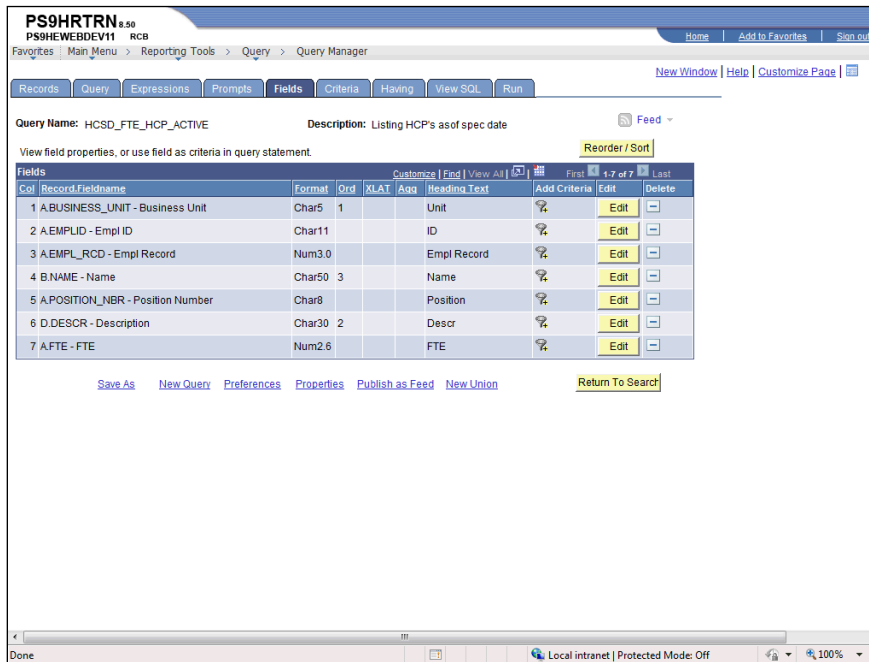 PS9HRTRN 8.50
PS9HEWEBDEV11 RCB
Home | Add to Favorites | Sign out
Favorites Main Menu > Reporting Tools > Query > Query Manager
New Window | Help | Customize Page |
Records Query Expressions Prompts Fields Criteria Having View SQL Run
Query Name: HCSD_FTE_HCP_ACTIVE Description: Listing HCP's asof spec date Feed
View field properties, or use field as criteria in query statement. Reorder / Sort
Fields Customize | Find | View All | | First 1-7 of 7 Last
Col Record.Fieldname Format Ord XLAT Agg Heading Text Add Criteria Edit Delete
1 A.BUSINESS_UNIT - Business Unit Char5 1 Unit Edit
2 A.EMPLID - Empl ID Char11 ID Edit
3 A.EMPL_RCD - Empl Record Num3.0 Empl Record Edit
4 B.NAME - Name Char50 3 Name Edit
5 A.POSITION_NBR - Position Number Char8 Position Edit
6 D.DESCR - Description Char30 2 Descr Edit
7 A.FTE - FTE Num2.6 FTE Edit
Save As New Query Preferences Properties Publish as Feed New Union Return To Search
Done Local intranet | Protected Mode: Off 100%